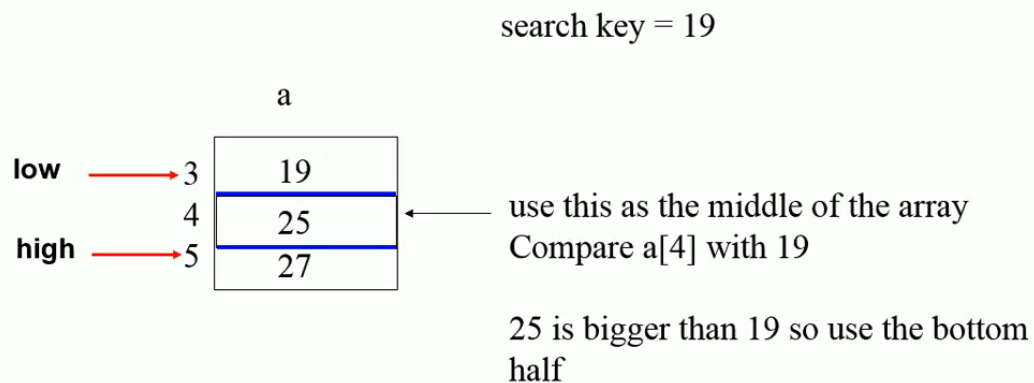 search key = 19
a
low 3 19
4 25
high 5 27
use this as the middle of the array
Compare a[4] with 19
25 is bigger than 19 so use the bottom
half